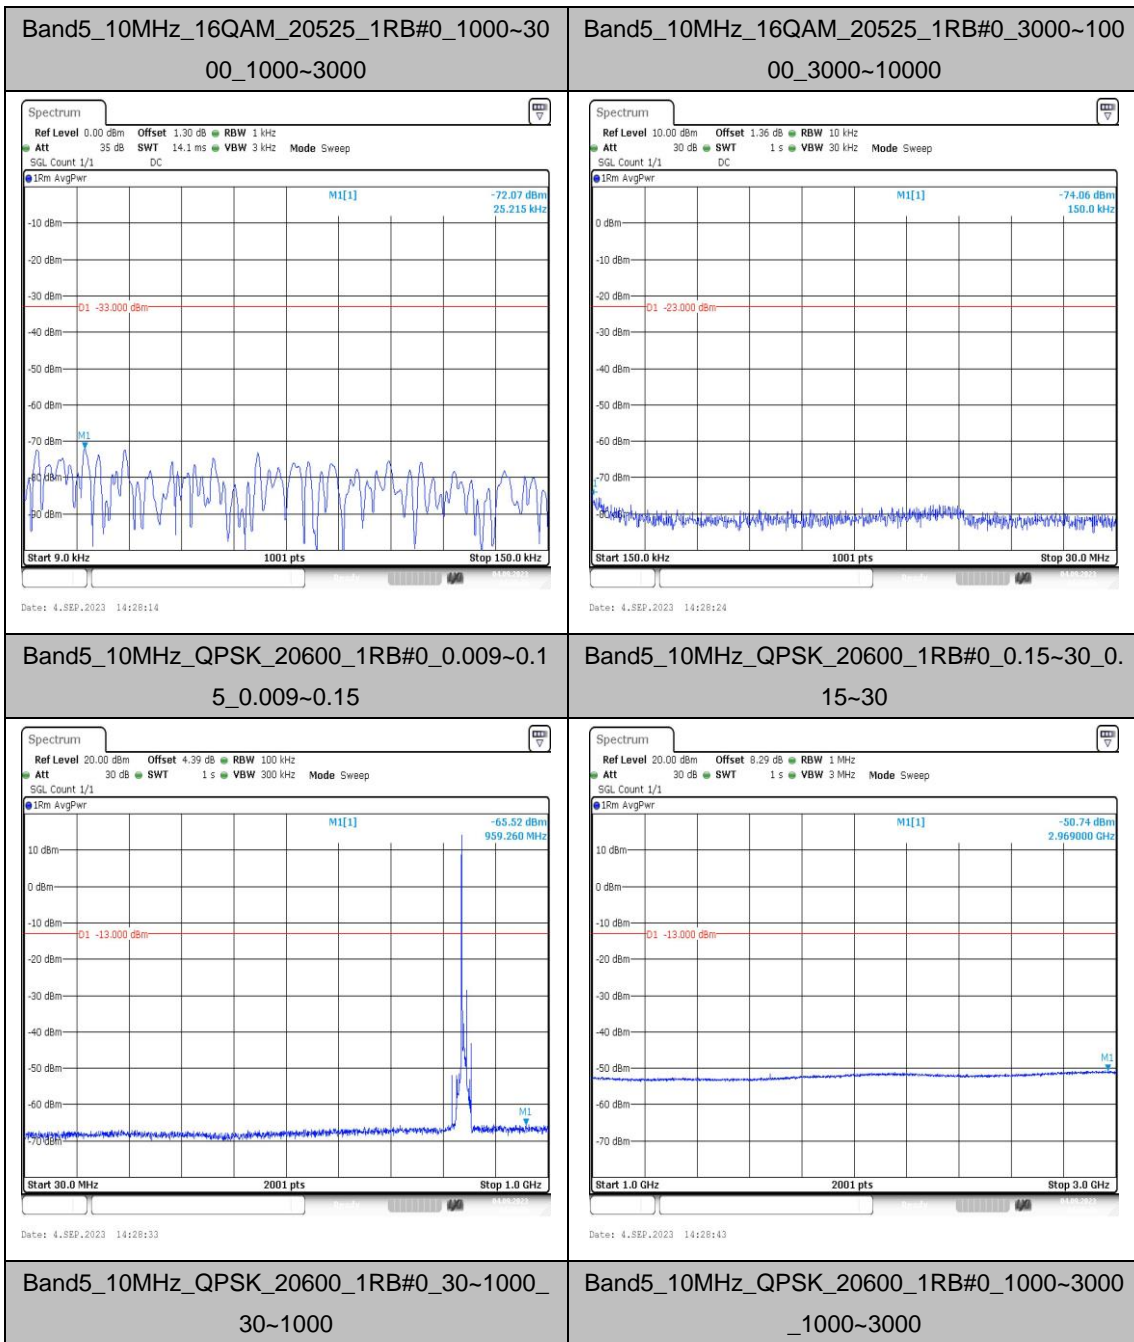 Band5_10MHz_16QAM_20525_1RB#0_1000~30
00_1000~3000
Band5_10MHz_16QAM_20525_1RB#0_3000~100
00_3000~10000
Spectrum
Ref Level 0.00 dBm Offset 1.30 dB RBW 1 kHz
Att 35 dB SWT 14.1 ms VBW 3 kHz Mode Sweep
SGL Count 1/1 DC
1Rm AvgPwr
M1[1] -72.07 dBm
25.215 kHz
-10 dBm
-20 dBm
-30 dBm
D1 -33.000 dBm
-40 dBm
-50 dBm
-60 dBm
-70 dBm
M1
-80 dBm
-90 dBm
Start 9.0 kHz 1001 pts Stop 150.0 kHz
Date: 4.SEP.2023 14:28:14
Spectrum
Ref Level 10.00 dBm Offset 1.36 dB RBW 10 kHz
Att 30 dB SWT 1 s VBW 30 kHz Mode Sweep
SGL Count 1/1 DC
1Rm AvgPwr
M1[1] -74.06 dBm
150.0 kHz
0 dBm
-10 dBm
-20 dBm
D1 -23.000 dBm
-30 dBm
-40 dBm
-50 dBm
-60 dBm
-70 dBm
-80 dBm
Start 150.0 kHz 1001 pts Stop 30.0 MHz
Date: 4.SEP.2023 14:28:24
Band5_10MHz_QPSK_20600_1RB#0_0.009~0.1
5_0.009~0.15
Band5_10MHz_QPSK_20600_1RB#0_0.15~30_0.
15~30
Spectrum
Ref Level 20.00 dBm Offset 4.39 dB RBW 100 kHz
Att 30 dB SWT 1 s VBW 300 kHz Mode Sweep
SGL Count 1/1
1Rm AvgPwr
M1[1] -65.52 dBm
959.260 MHz
10 dBm
0 dBm
-10 dBm
D1 -13.000 dBm
-20 dBm
-30 dBm
-40 dBm
-50 dBm
-60 dBm
M1
-70 dBm
Start 30.0 MHz 2001 pts Stop 1.0 GHz
Date: 4.SEP.2023 14:28:33
Spectrum
Ref Level 20.00 dBm Offset 8.29 dB RBW 1 MHz
Att 30 dB SWT 1 s VBW 3 MHz Mode Sweep
SGL Count 1/1
1Rm AvgPwr
M1[1] -50.74 dBm
2.969000 GHz
10 dBm
0 dBm
-10 dBm
D1 -13.000 dBm
-20 dBm
-30 dBm
-40 dBm
-50 dBm
M1
-60 dBm
-70 dBm
Start 1.0 GHz 2001 pts Stop 3.0 GHz
Date: 4.SEP.2023 14:28:43
Band5_10MHz_QPSK_20600_1RB#0_30~1000_
30~1000
Band5_10MHz_QPSK_20600_1RB#0_1000~3000
_1000~3000